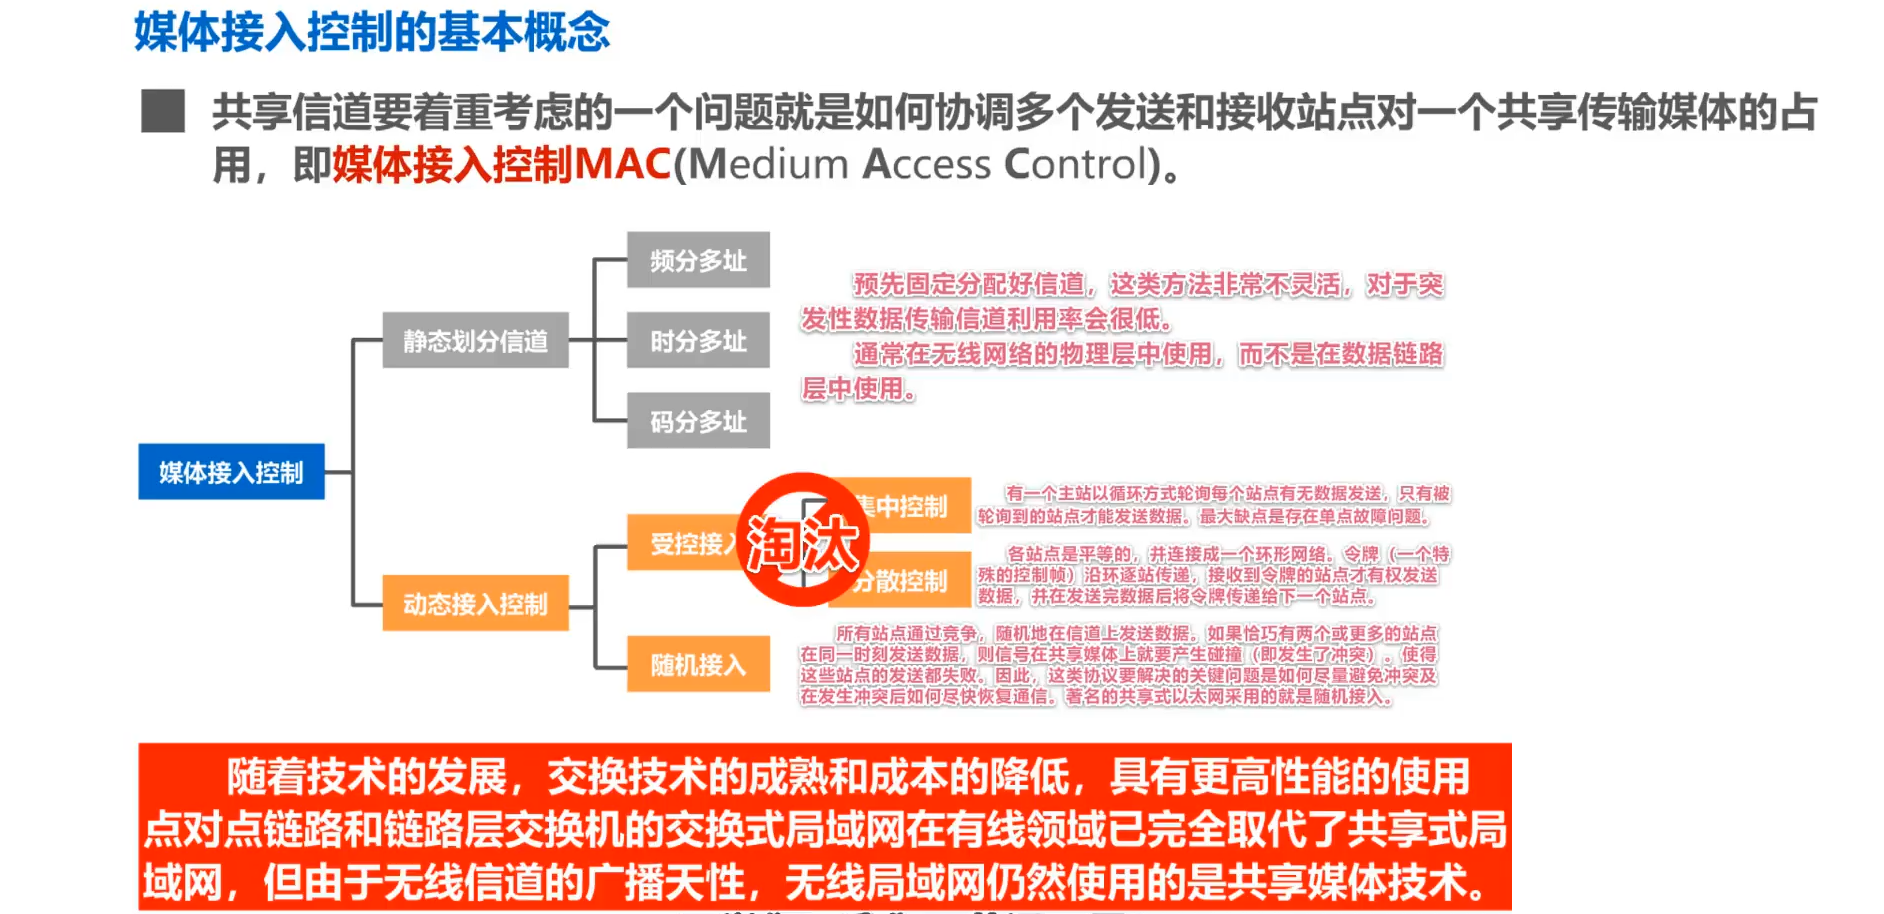 媒体接入控制的基本概念
共享信道要着重考虑的一个问题就是如何协调多个发送和接收站点对一个共享传输媒体的占
用，即媒体接入控制MAC(Medium Access Control)。
频分多址
预先固定分配好信道，这类方法非常不灵活，对于突
发性数据传输信道利用率会很低。
静态划分信道
时分多址
通常在无线网络的物理层中使用，而不是在数据链路
层中使用。
码分多址
媒体接入控制
集中控制
有一个主站以循环方式轮询每个站点有无数据发送，只有被
轮询到的站点才能发送数据。最大缺点是存在单点故障问题。
受控接入
淘汰
分散控制
各站点是平等的，并连接成一个环形网络。令牌（一个特
殊的控制帧）沿环逐站传递，接收到令牌的站点才有权发送
数据，并在发送完数据后将令牌传递给下一个站点。
动态接入控制
随机接入
所有站点通过竞争，随机地在信道上发送数据。如果恰巧有两个或更多的站点
在同一时刻发送数据，则信号在共享媒体上就要产生碰撞（即发生了冲突）。使得
这些站点的发送都失败。因此，这类协议要解决的关键问题是如何尽量避免冲突及
在发生冲突后如何尽快恢复通信。著名的共享式以太网采用的就是随机接入。
随着技术的发展，交换技术的成熟和成本的降低，具有更高性能的使用
点对点链路和链路层交换机的交换式局域网在有线领域已完全取代了共享式局
域网，但由于无线信道的广播天性，无线局域网仍然使用的是共享媒体技术。